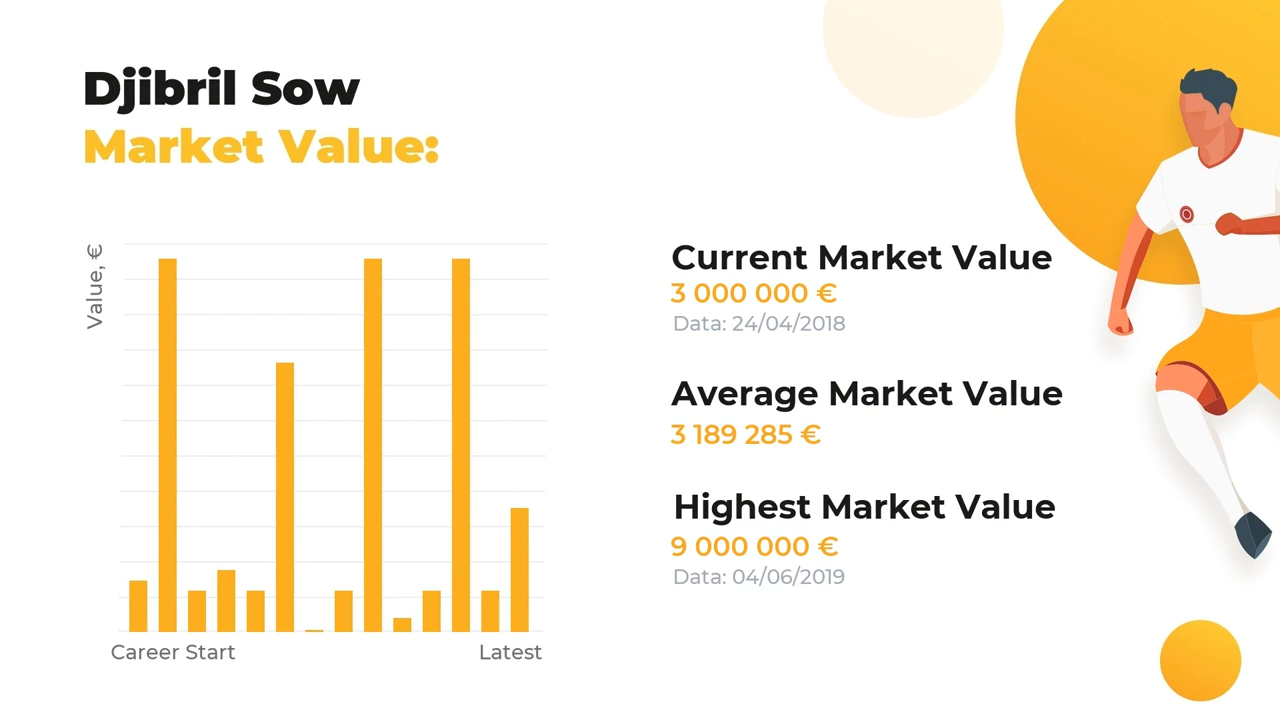 Djibril Sow
Market Value:
Value, €
Career Start
Latest
Current Market Value
3 000 000 €
Data: 24/04/2018
Average Market Value
3 189 285 €
Highest Market Value
9 000 000 €
Data: 04/06/2019